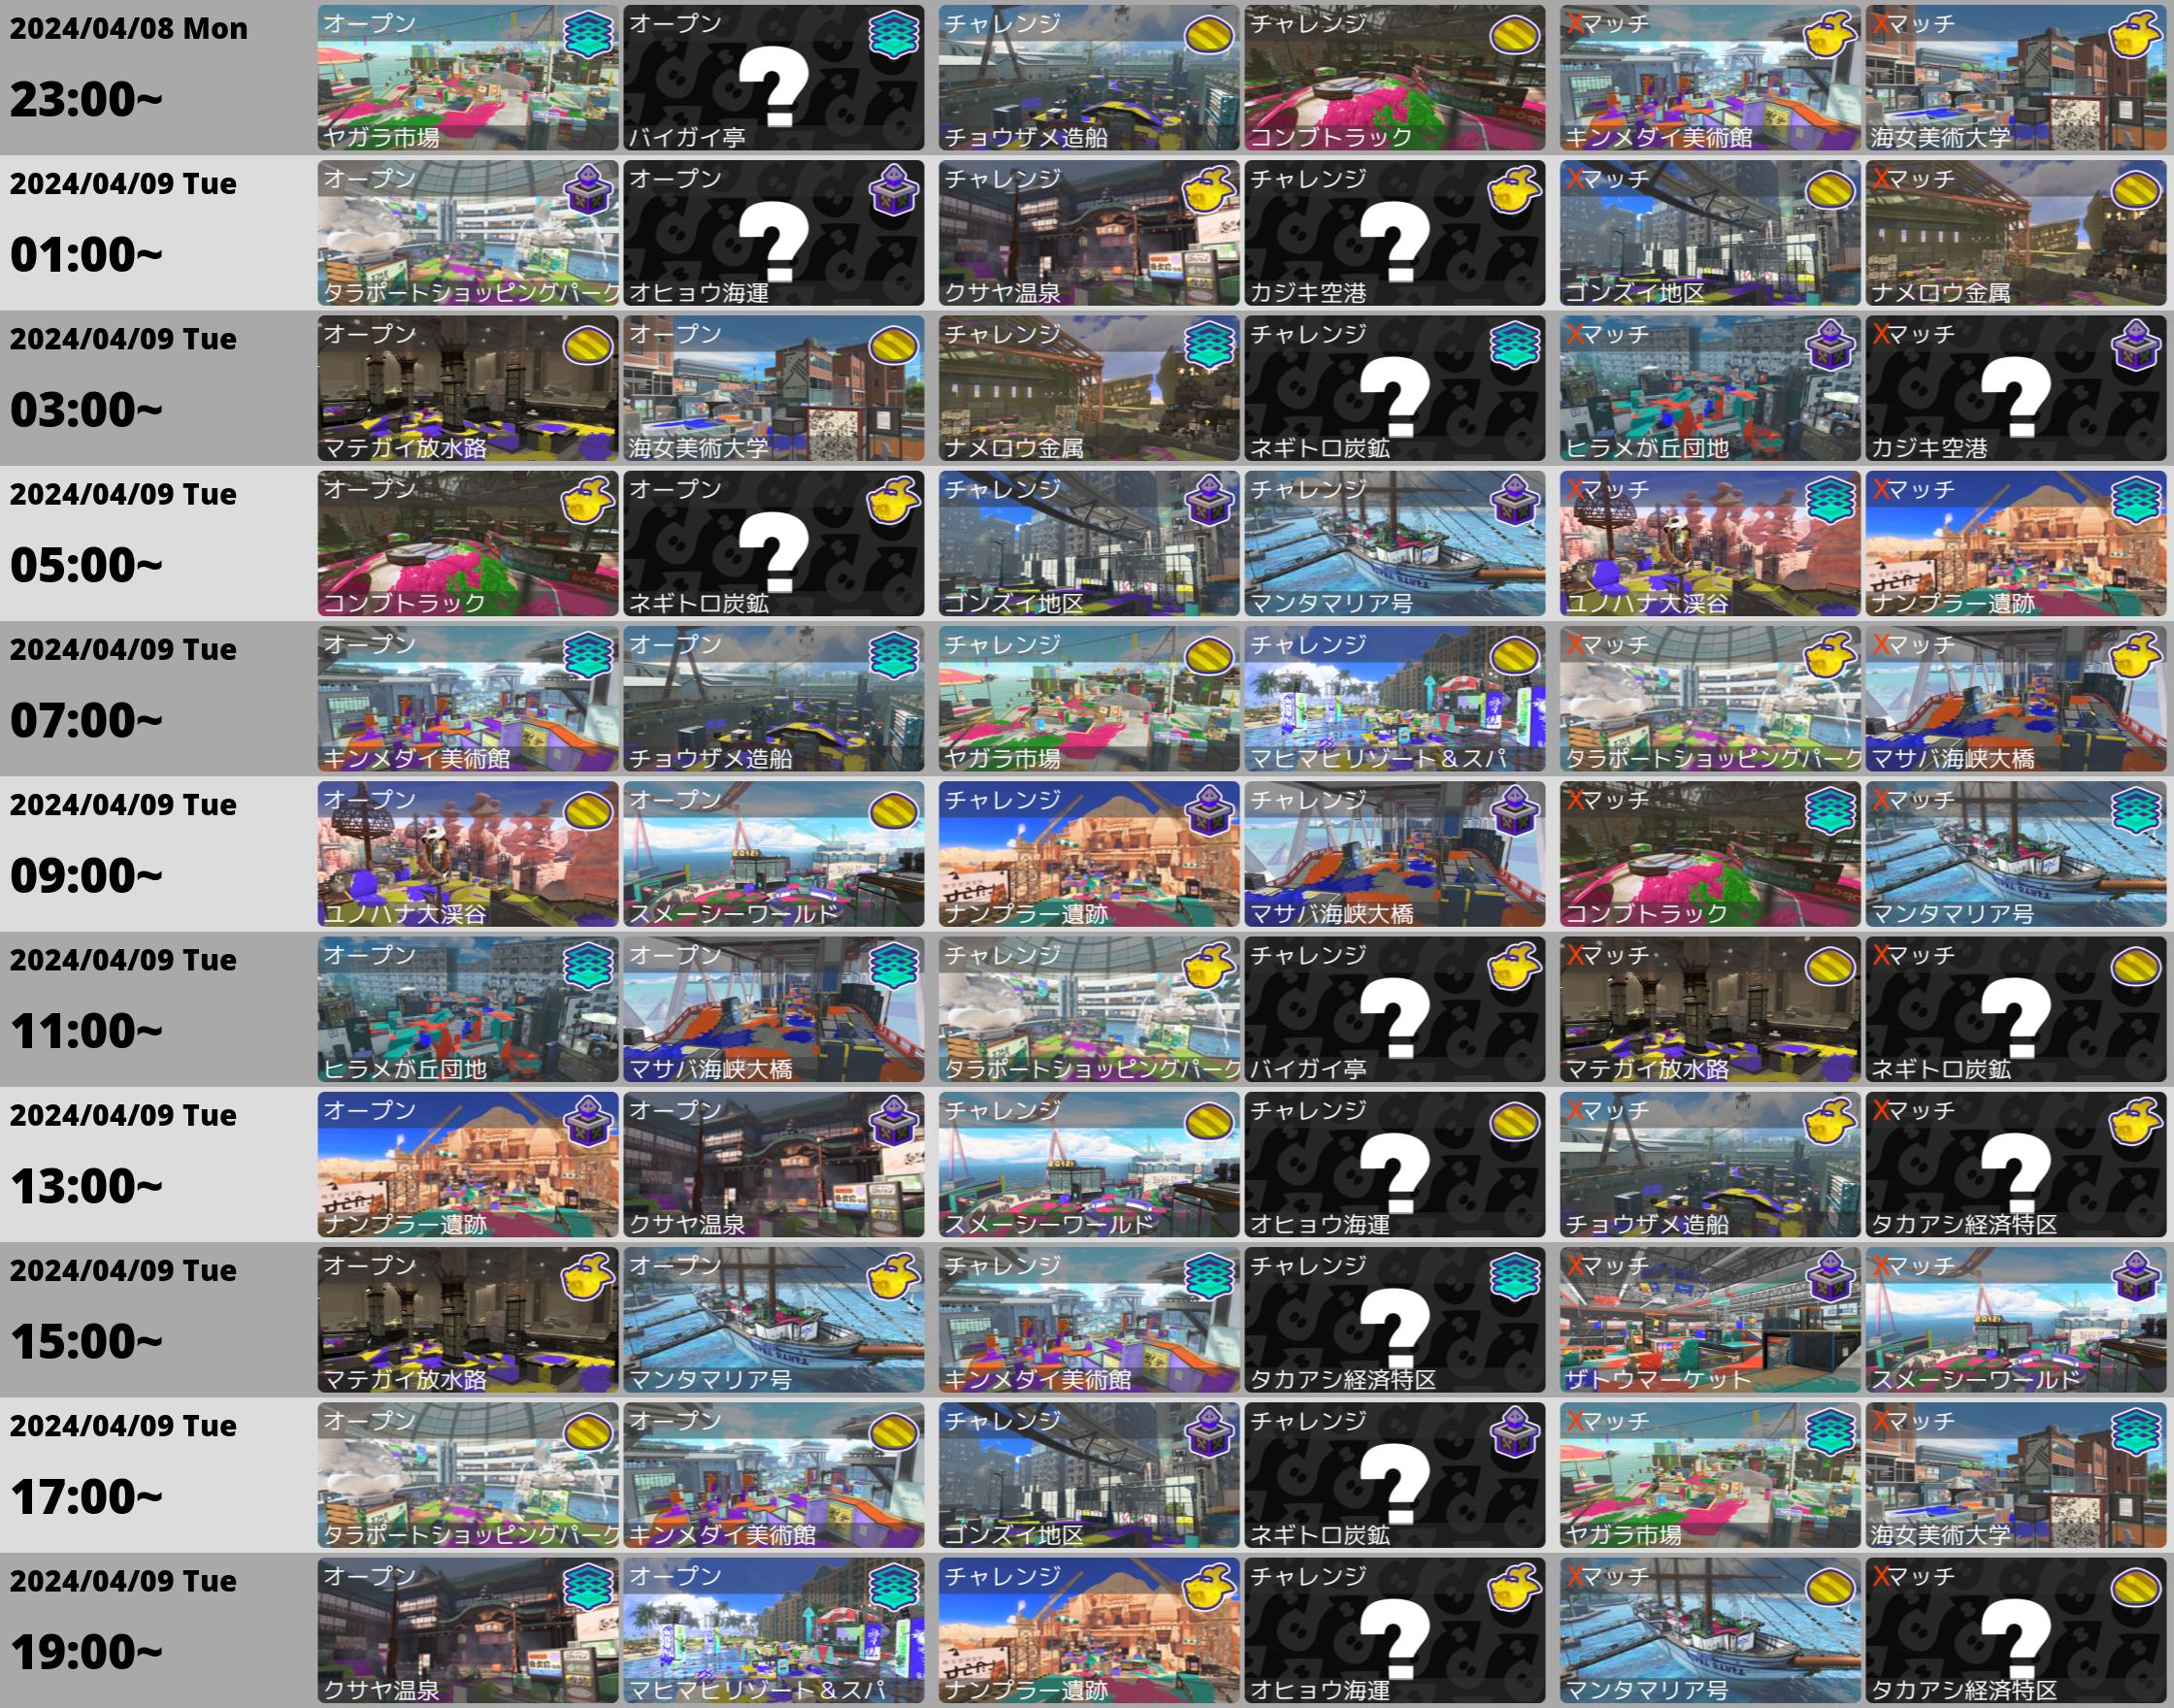 2024/04/08 Mon
23:00~
オープン
ヤガラ市場
オープン
バイガイ亭
チャレンジ
チョウザメ造船
チャレンジ
コンブトラック
Xマッチ
キンメダイ美術館
Xマッチ
海女美術大学
2024/04/09 Tue
01:00~
オープン
タラポートショッピングパーク
オープン
オヒョウ海運
チャレンジ
クサヤ温泉
チャレンジ
カジキ空港
Xマッチ
ゴンズイ地区
Xマッチ
ナメロウ金属
2024/04/09 Tue
03:00~
オープン
マテガイ放水路
オープン
海女美術大学
チャレンジ
ナメロウ金属
チャレンジ
ネギトロ炭鉱
Xマッチ
ヒラメが丘団地
Xマッチ
カジキ空港
2024/04/09 Tue
05:00~
オープン
コンブトラック
オープン
ネギトロ炭鉱
チャレンジ
ゴンズイ地区
チャレンジ
マンタマリア号
Xマッチ
ユノハナ大渓谷
Xマッチ
ナンプラー遺跡
2024/04/09 Tue
07:00~
オープン
キンメダイ美術館
オープン
チョウザメ造船
チャレンジ
ヤガラ市場
チャレンジ
マヒマヒリゾート＆スパ
Xマッチ
タラポートショッピングパーク
Xマッチ
マサバ海峡大橋
2024/04/09 Tue
09:00~
オープン
ユノハナ大渓谷
オープン
スメーシーワールド
チャレンジ
ナンプラー遺跡
チャレンジ
マサバ海峡大橋
Xマッチ
コンブトラック
Xマッチ
マンタマリア号
2024/04/09 Tue
11:00~
オープン
ヒラメが丘団地
オープン
マサバ海峡大橋
チャレンジ
タラポートショッピングパーク
チャレンジ
バイガイ亭
Xマッチ
マテガイ放水路
Xマッチ
ネギトロ炭鉱
2024/04/09 Tue
13:00~
オープン
ナンプラー遺跡
オープン
クサヤ温泉
チャレンジ
スメーシーワールド
チャレンジ
オヒョウ海運
Xマッチ
チョウザメ造船
Xマッチ
タカアシ経済特区
2024/04/09 Tue
15:00~
オープン
マテガイ放水路
オープン
マンタマリア号
チャレンジ
キンメダイ美術館
チャレンジ
タカアシ経済特区
Xマッチ
ザトウマーケット
Xマッチ
スメーシーワールド
2024/04/09 Tue
17:00~
オープン
タラポートショッピングパーク
オープン
キンメダイ美術館
チャレンジ
ゴンズイ地区
チャレンジ
ネギトロ炭鉱
Xマッチ
ヤガラ市場
Xマッチ
海女美術大学
2024/04/09 Tue
19:00~
オープン
クサヤ温泉
オープン
マヒマヒリゾート＆スパ
チャレンジ
ナンプラー遺跡
チャレンジ
オヒョウ海運
Xマッチ
マンタマリア号
Xマッチ
タカアシ経済特区